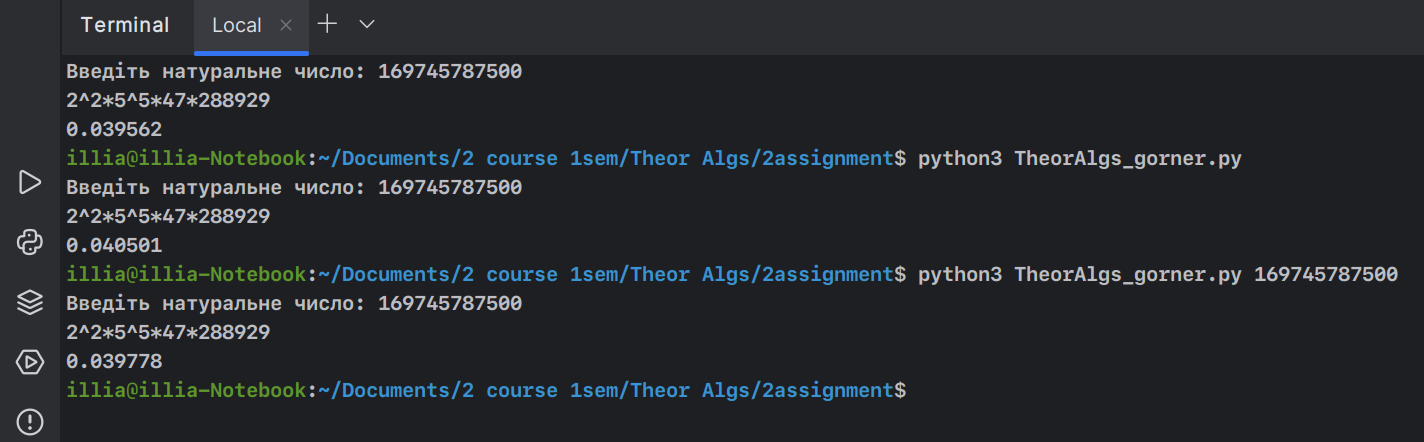 Terminal Local
Введіть натуральне число: 169745787500
2^2*5^5*47*288929
0.039562
illia@illia-Notebook:~/Documents/2 course 1sem/Theor Algs/2assignment$ python3 TheorAlgs_gorner.py
Введіть натуральне число: 169745787500
2^2*5^5*47*288929
0.040501
illia@illia-Notebook:~/Documents/2 course 1sem/Theor Algs/2assignment$ python3 TheorAlgs_gorner.py 169745787500
Введіть натуральне число: 169745787500
2^2*5^5*47*288929
0.039778
illia@illia-Notebook:~/Documents/2 course 1sem/Theor Algs/2assignment$